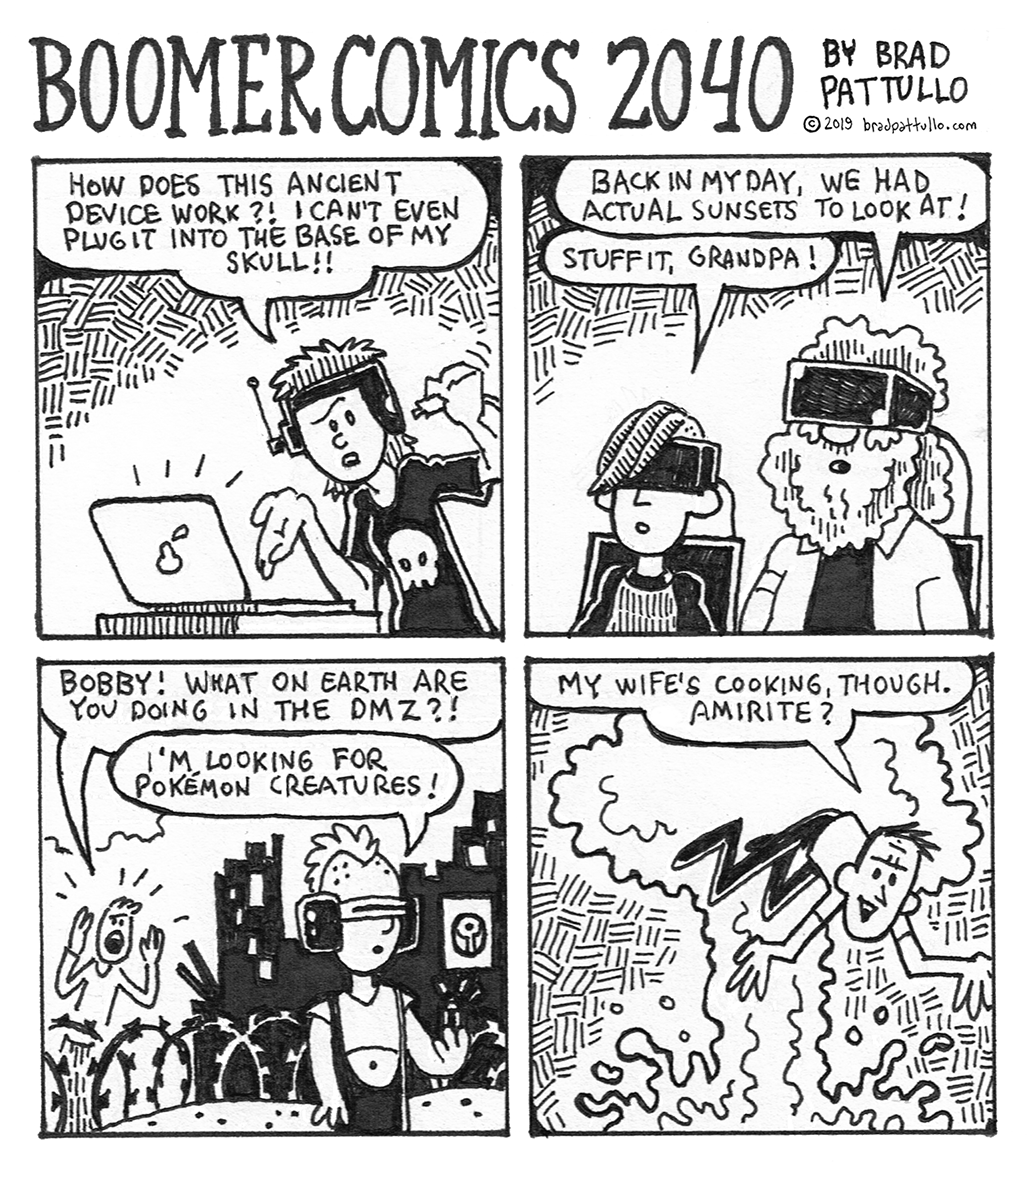 BOOMER COMICS 2040
BY BRAD
PATTULLO
© 2019 bradpattullo.com
HOW DOES THIS ANCIENT
DEVICE WORK?! I CAN'T EVEN
PLUG IT INTO THE BASE OF MY
SKULL!!
BACK IN MY DAY, WE HAD
ACTUAL SUNSETS TO LOOK AT!
STUFF IT, GRANDPA!
BOBBY! WHAT ON EARTH ARE
YOU DOING IN THE DMZ?!
I'M LOOKING FOR
POKÉMON CREATURES!
MY WIFE'S COOKING, THOUGH.
AMIRITE?